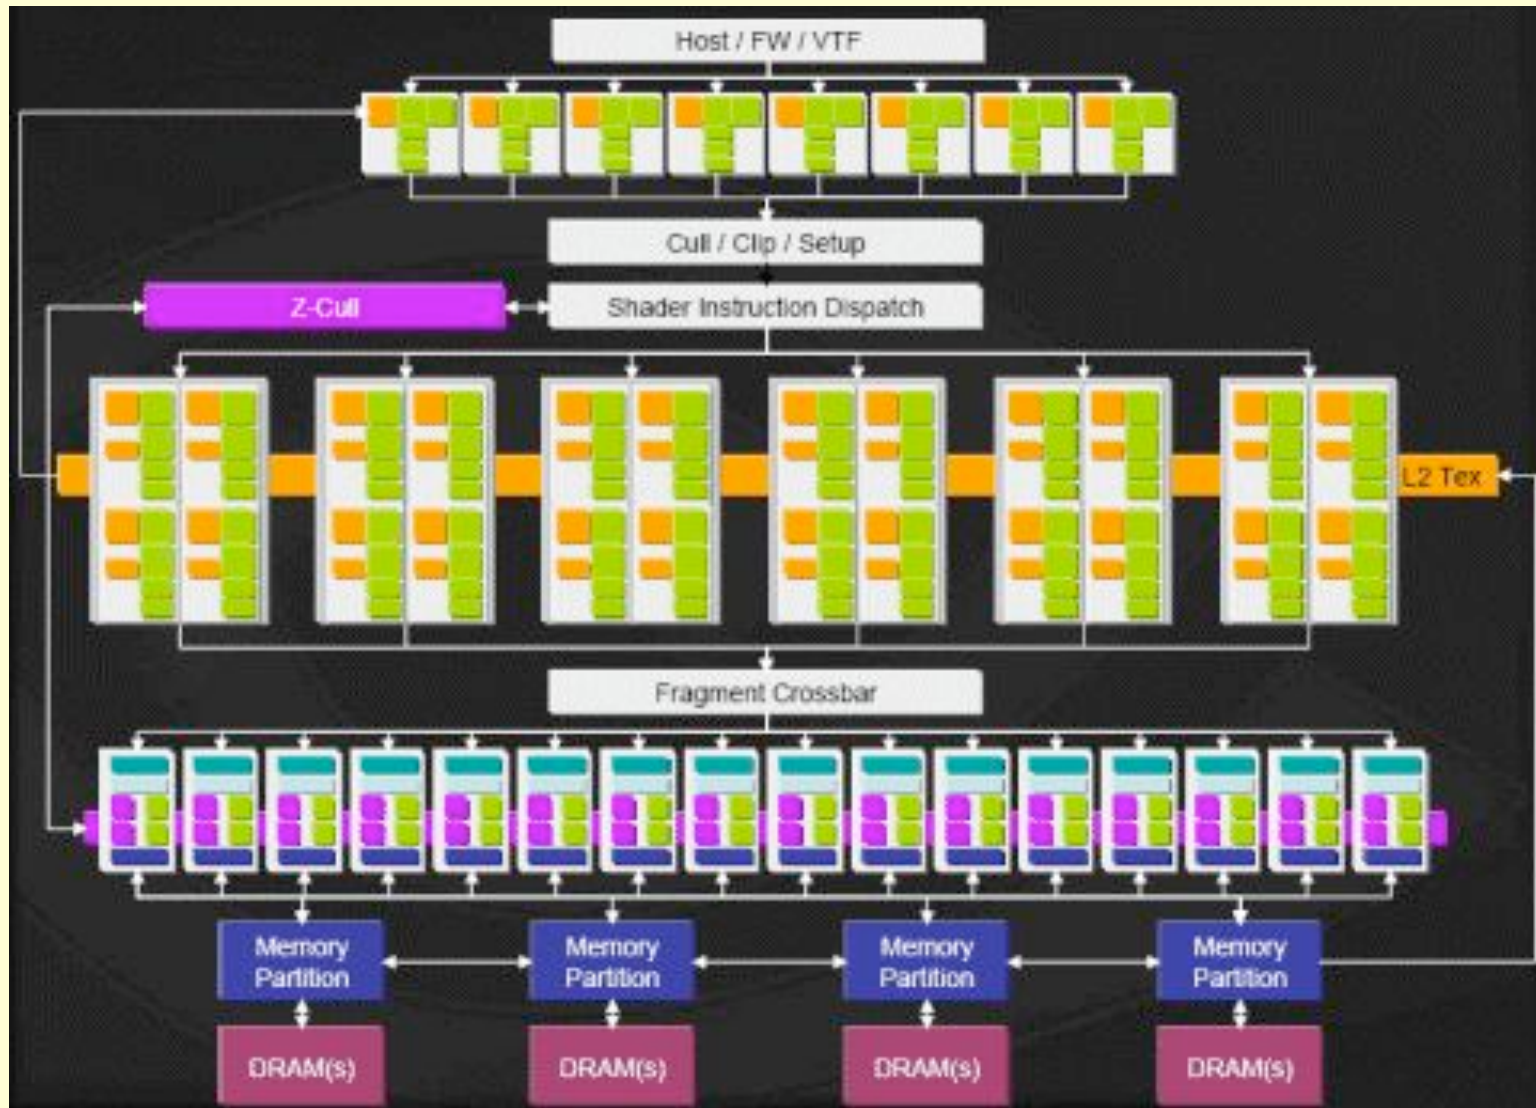 Host / FW / VTF
Cull / Clip / Setup
Z-Cull
Shader Instruction Dispatch
L2 Tex
Fragment Crossbar
Memory
Partition
Memory
Partition
Memory
Partition
Memory
Partition
DRAM(s)
DRAM(s)
DRAM(s)
DRAM(s)